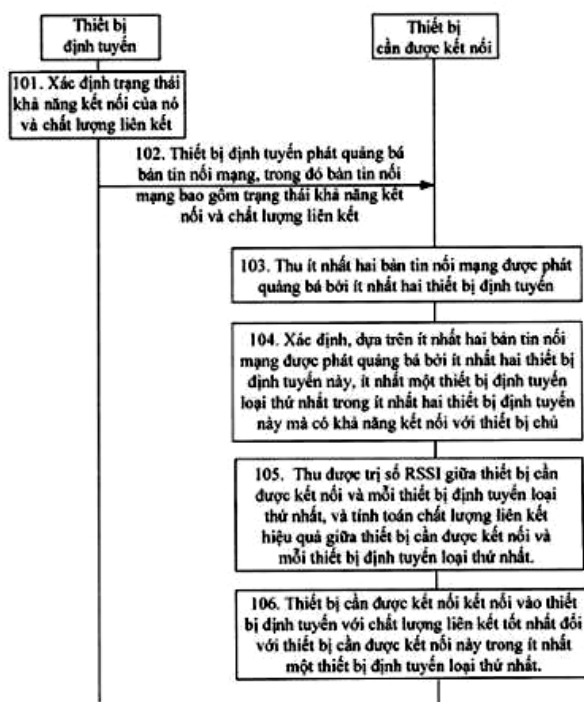 Thiết bị
định tuyến
Thiết bị
cần được kết nối
101. Xác định trạng thái
khả năng kết nối của nó
và chất lượng liên kết
102. Thiết bị định tuyến phát quảng bá
bản tin nối mạng, trong đó bản tin nối
mạng bao gồm trạng thái khả năng kết
nối và chất lượng liên kết
103. Thu ít nhất hai bản tin nối mạng được phát
quảng bá bởi ít nhất hai thiết bị định tuyến
104. Xác định, dựa trên ít nhất hai bản tin nối
mạng được phát quảng bá bởi ít nhất hai thiết bị
định tuyến này, ít nhất một thiết bị định tuyến
loại thứ nhất trong ít nhất hai thiết bị định tuyến
này mà có khả năng kết nối với thiết bị chủ
105. Thu được trị số RSSI giữa thiết bị cần
được kết nối và mỗi thiết bị định tuyến loại
thứ nhất, và tính toán chất lượng liên kết
hiệu quả giữa thiết bị cần được kết nối và
mỗi thiết bị định tuyến loại thứ nhất.
106. Thiết bị cần được kết nối kết nối vào thiết
bị định tuyến với chất lượng liên kết tốt nhất đối
với thiết bị cần được kết nối này trong ít nhất
một thiết bị định tuyến loại thứ nhất.